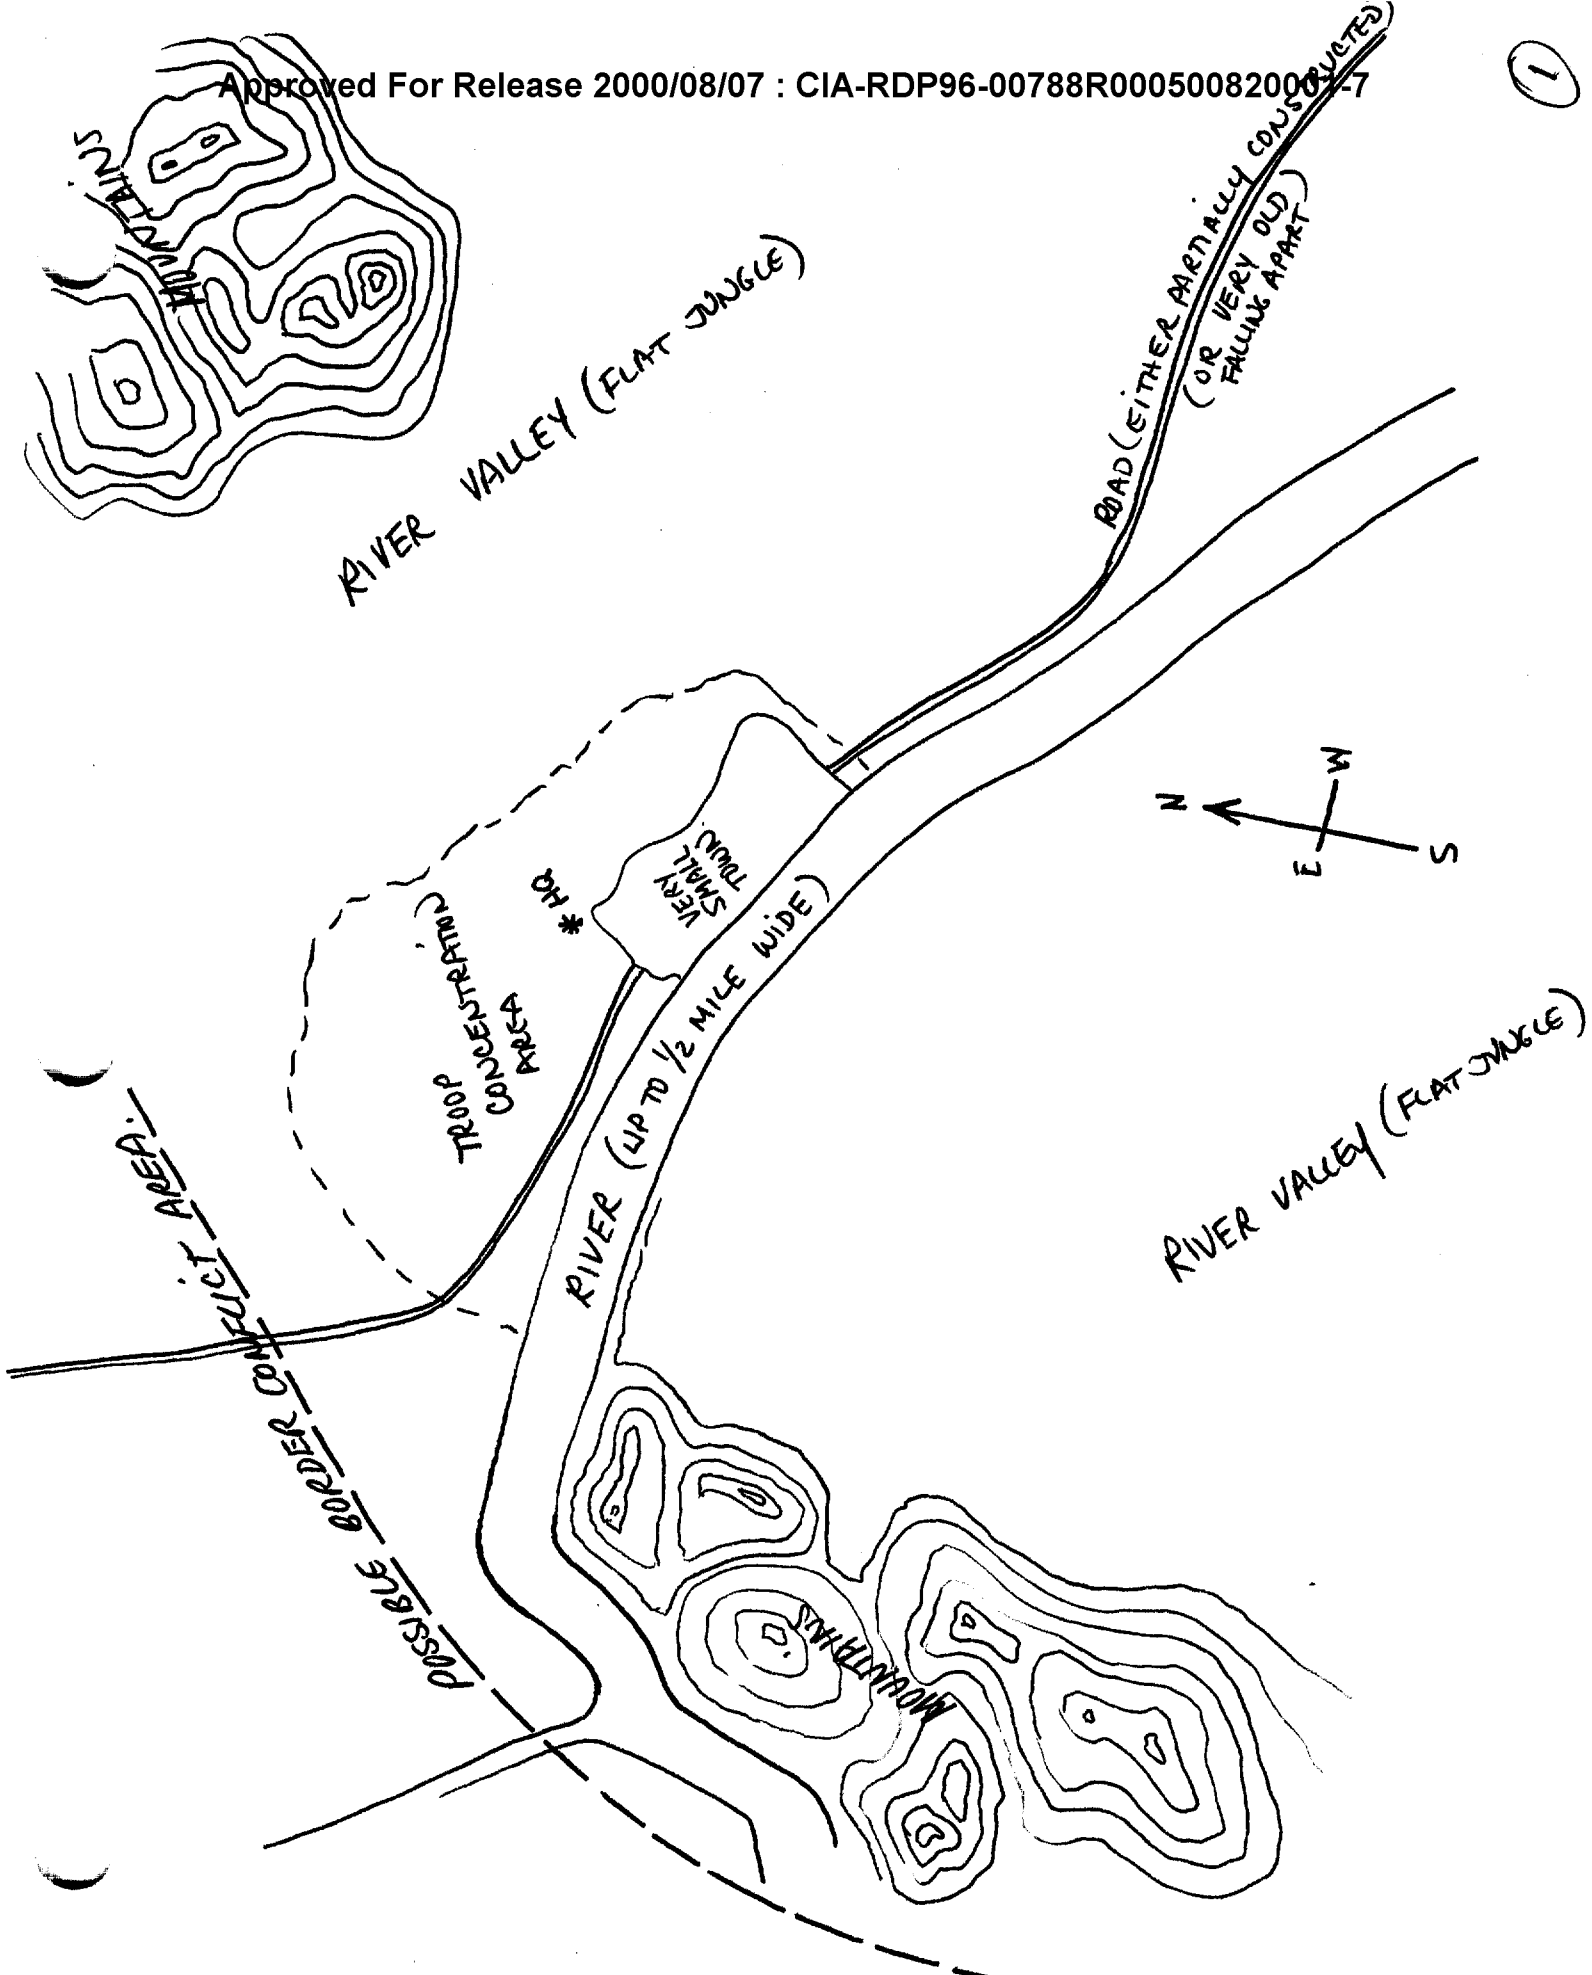 Approved For Release 2000/08/07 : CIA-RDP96-00788R000500820001-7
1
MOUNTAINS
RIVER VALLEY (FLAT JUNGLE)
ROAD (EITHER PARTIALLY CONSTRUCTED)
(OR VERY OLD)
FALLING APART
N
W
E
S
* HQ
VERY
SMALL
TOWN
TROOP
CONCENTRATION)
AREA
RIVER (UP TO 1/2 MILE WIDE)
RIVER VALLEY (FLAT JUNGLE)
POSSIBLE BORDER CONFLICT AREA.
MOUNTAINS